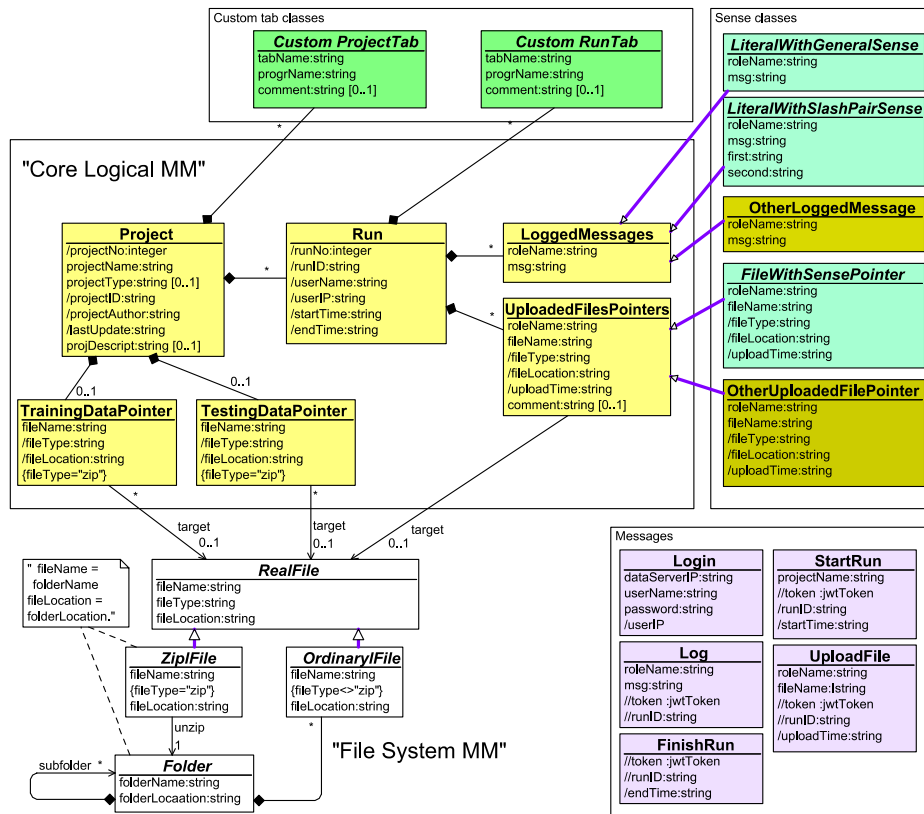 Custom tab classes
Custom ProjectTab
tabName:string
progrName:string
comment:string [0..1]
Custom RunTab
tabName:string
progrName:string
comment:string [0..1]
*
*
Sense classes
LiteralWithGeneralSense
roleName:string
msg:string
LiteralWithSlashPairSense
roleName:string
msg:string
first:string
second:string
OtherLoggedMessage
roleName:string
msg:string
FileWithSensePointer
roleName:string
fileName:string
/fileType:string
/fileLocation:string
/uploadTime:string
OtherUploadedFilePointer
roleName:string
fileName:string
/fileType:string
/fileLocation:string
/uploadTime:string
"Core Logical MM"
Project
/projectNo:integer
projectName:string
projectType:string [0..1]
/projectID:string
/projectAuthor:string
/lastUpdate:string
projDescript:string [0..1]
*
Run
/runNo:integer
/runID:string
/userName:string
/userIP:string
/startTime:string
/endTime:string
*
*
LoggedMessages
roleName:string
msg:string
UploadedFilesPointers
roleName:string
fileName:string
/fileType:string
/fileLocation:string
/uploadTime:string
comment:string [0..1]
0..1
0..1
TrainingDataPointer
fileName:string
/fileType:string
/fileLocation:string
{fileType="zip"}
TestingDataPointer
fileName:string
/fileType:string
/fileLocation:string
{fileType="zip"}
*
*
target
0..1
target
0..1
target
0..1
" fileName =
folderName
fileLocation =
folderLocation."
RealFile
fileName:string
fileType:string
fileLocation:string
ZiplFile
fileName:string
{fileType="zip"}
fileLocation:string
OrdinarylFile
fileName:string
{fileType<>"zip"}
fileLocation:string
unzip
1
*
"File System MM"
subfolder *
Folder
folderName:string
folderLocaation:string
Messages
Login
dataServerIP:string
userName:string
password:string
/userIP
StartRun
projectName:string
//token :jwtToken
/runID:string
/startTime:string
Log
roleName:string
msg:string
//token :jwtToken
//runID:string
UploadFile
roleName:string
fileName:lstring
//token :jwtToken
//runID:string
/uploadTime:string
FinishRun
//token :jwtToken
//runID:string
/endTime:string